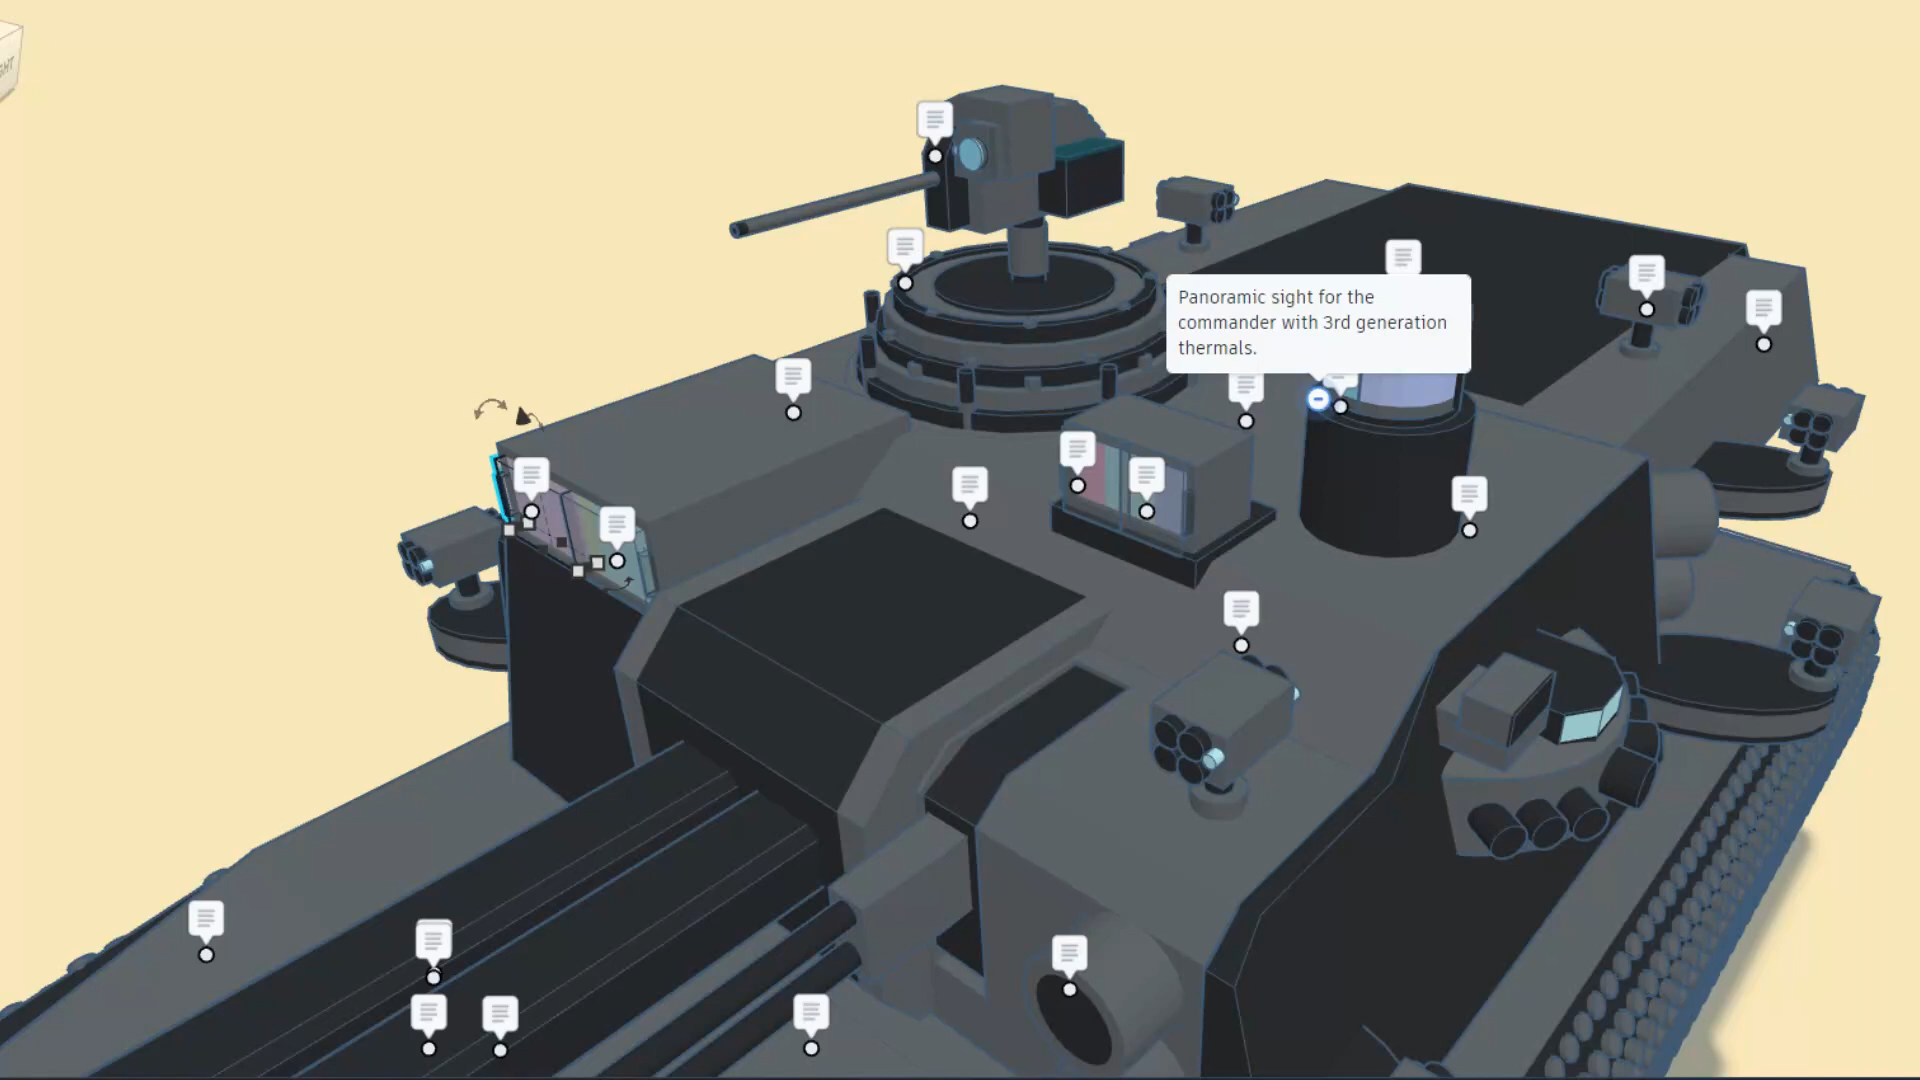 Panoramic sight for the
commander with 3rd generation
thermals.